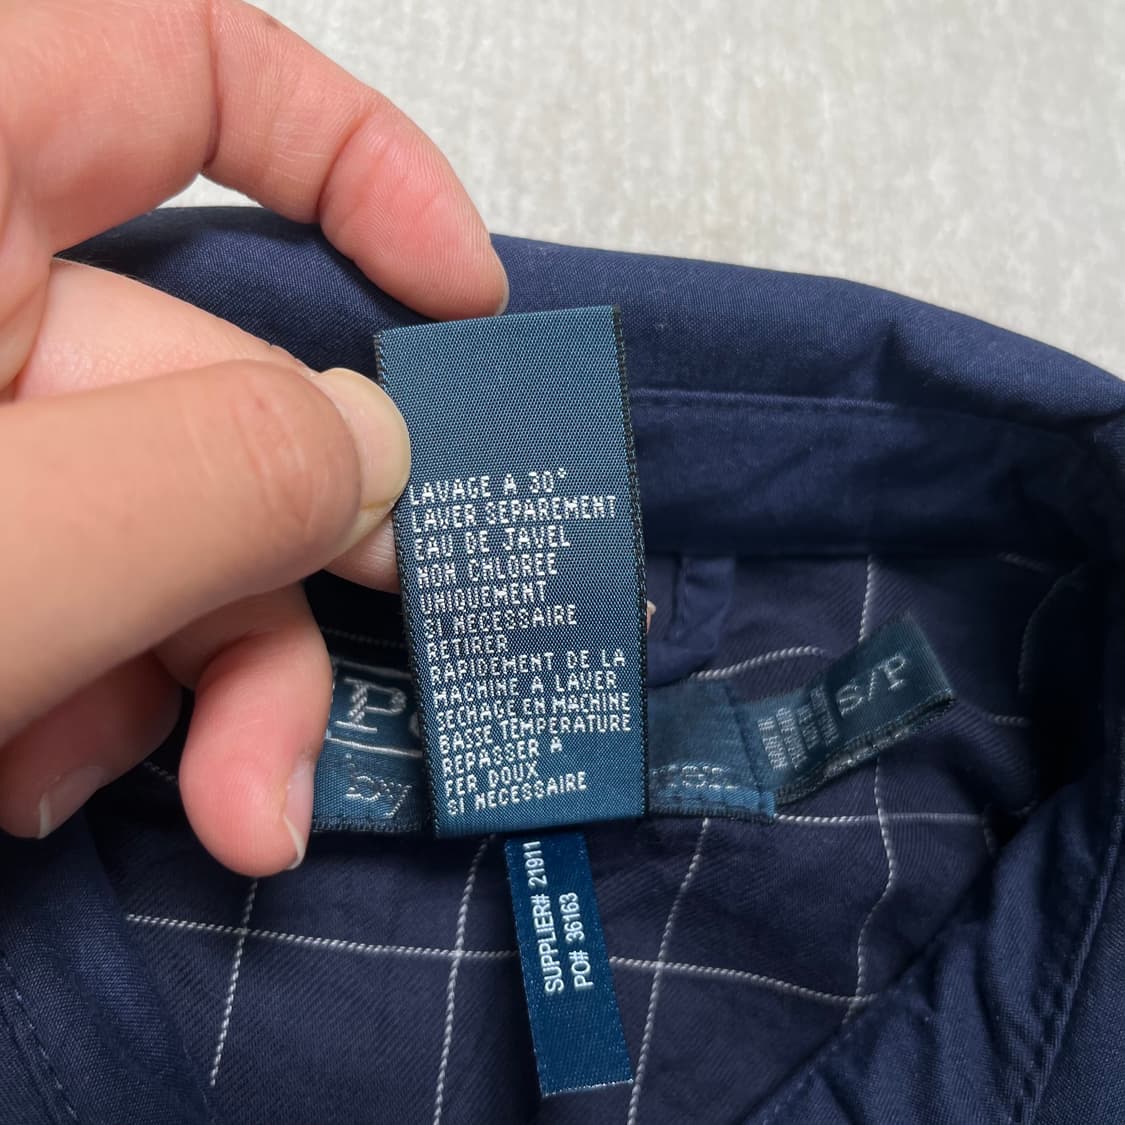 LAVAGE A 30°
LAVER SEPAREMENT
EAU DE JAVEL
NON CHLOREE
UNIQUEMENT
SI NECESSAIRE
RETIRER
RAPIDEMENT DE LA
MACHINE A LAVER
SECHAGE EN MACHINE
BASSE TEMPERATURE
REPASSER A
FER DOUX
SI NECESSAIRE
by
S/P
SUPPLIER# 21911
PO# 36163